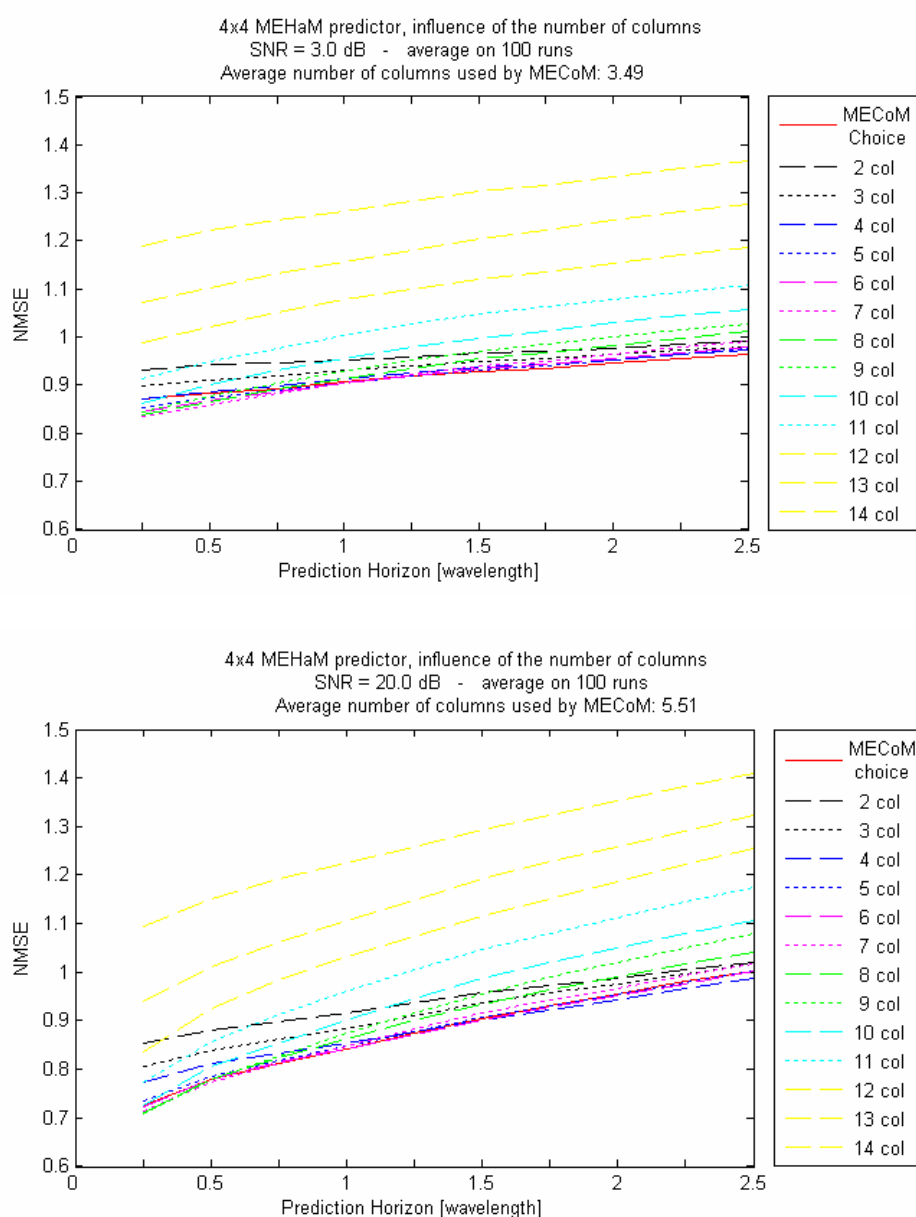 4x4 MEHaM predictor, influence of the number of columns
SNR = 3.0 dB - average on 100 runs
Average number of columns used by MECoM: 3.49
1.5
1.4
1.3
1.2
1.1
1
0.9
0.8
0.7
0.6
NMSE
0
0.5
1
1.5
2
2.5
Prediction Horizon [wavelength]
MECoM
Choice
2 col
3 col
4 col
5 col
6 col
7 col
8 col
9 col
10 col
11 col
12 col
13 col
14 col
4x4 MEHaM predictor, influence of the number of columns
SNR = 20.0 dB - average on 100 runs
Average number of columns used by MECoM: 5.51
1.5
1.4
1.3
1.2
1.1
1
0.9
0.8
0.7
0.6
NMSE
0
0.5
1
1.5
2
2.5
Prediction Horizon [wavelength]
MECoM
choice
2 col
3 col
4 col
5 col
6 col
7 col
8 col
9 col
10 col
11 col
12 col
13 col
14 col